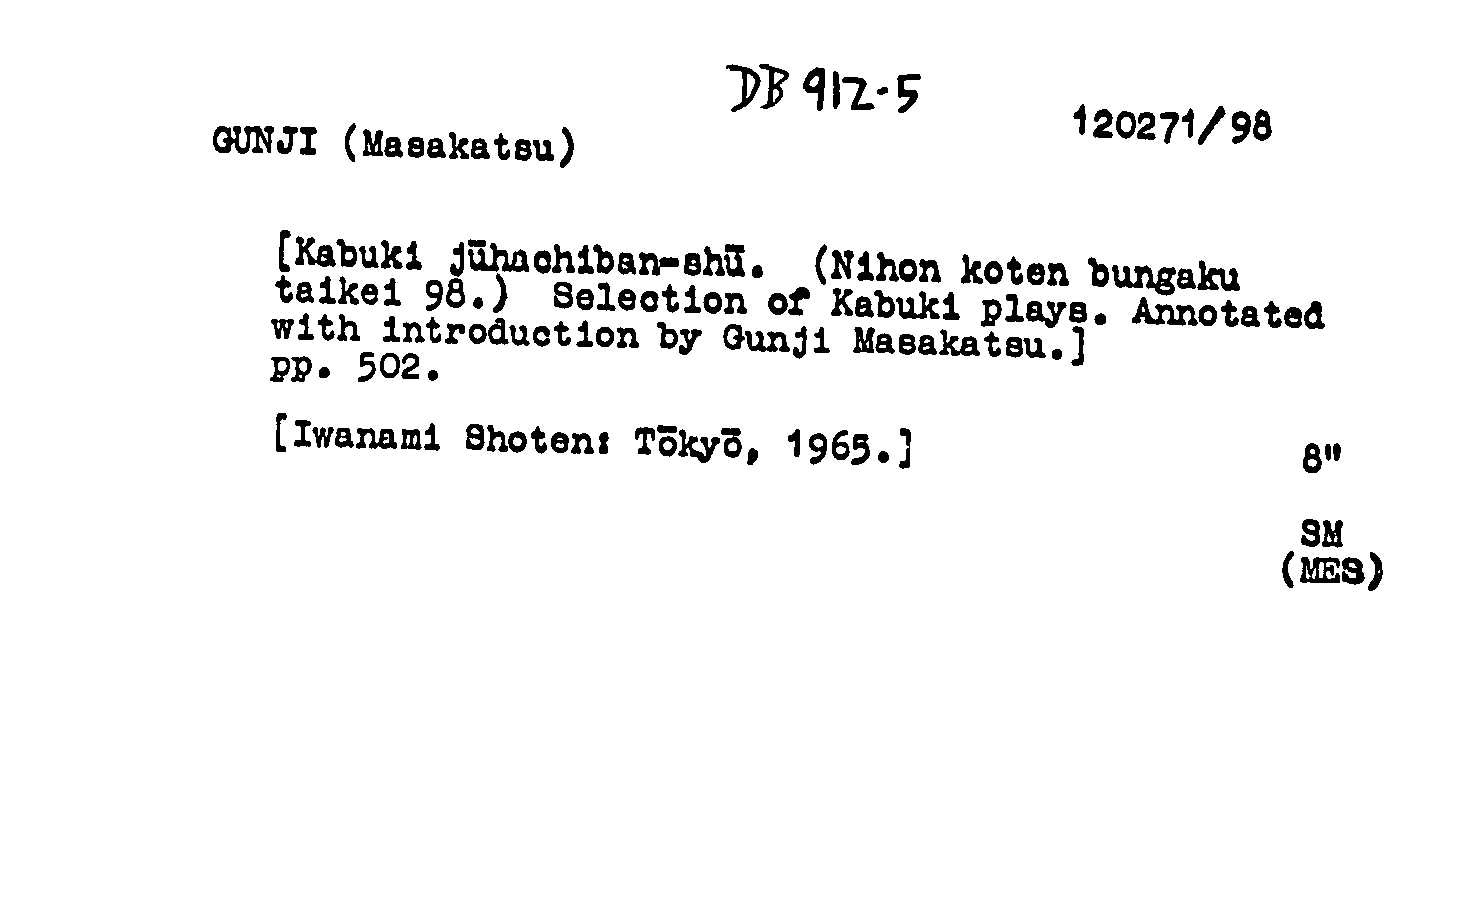 DB 912.5
120271/98
GUNJI (Masakatsu)
[Kabuki jūhachiban-shū. (Nihon koten bungaku
taikei 98.) Selection of Kabuki plays. Annotated
with introduction by Gunji Masakatsu.]
pp. 502.
[Iwanami Shoten: Tōkyō, 1965.]
8"
SM
(MES)